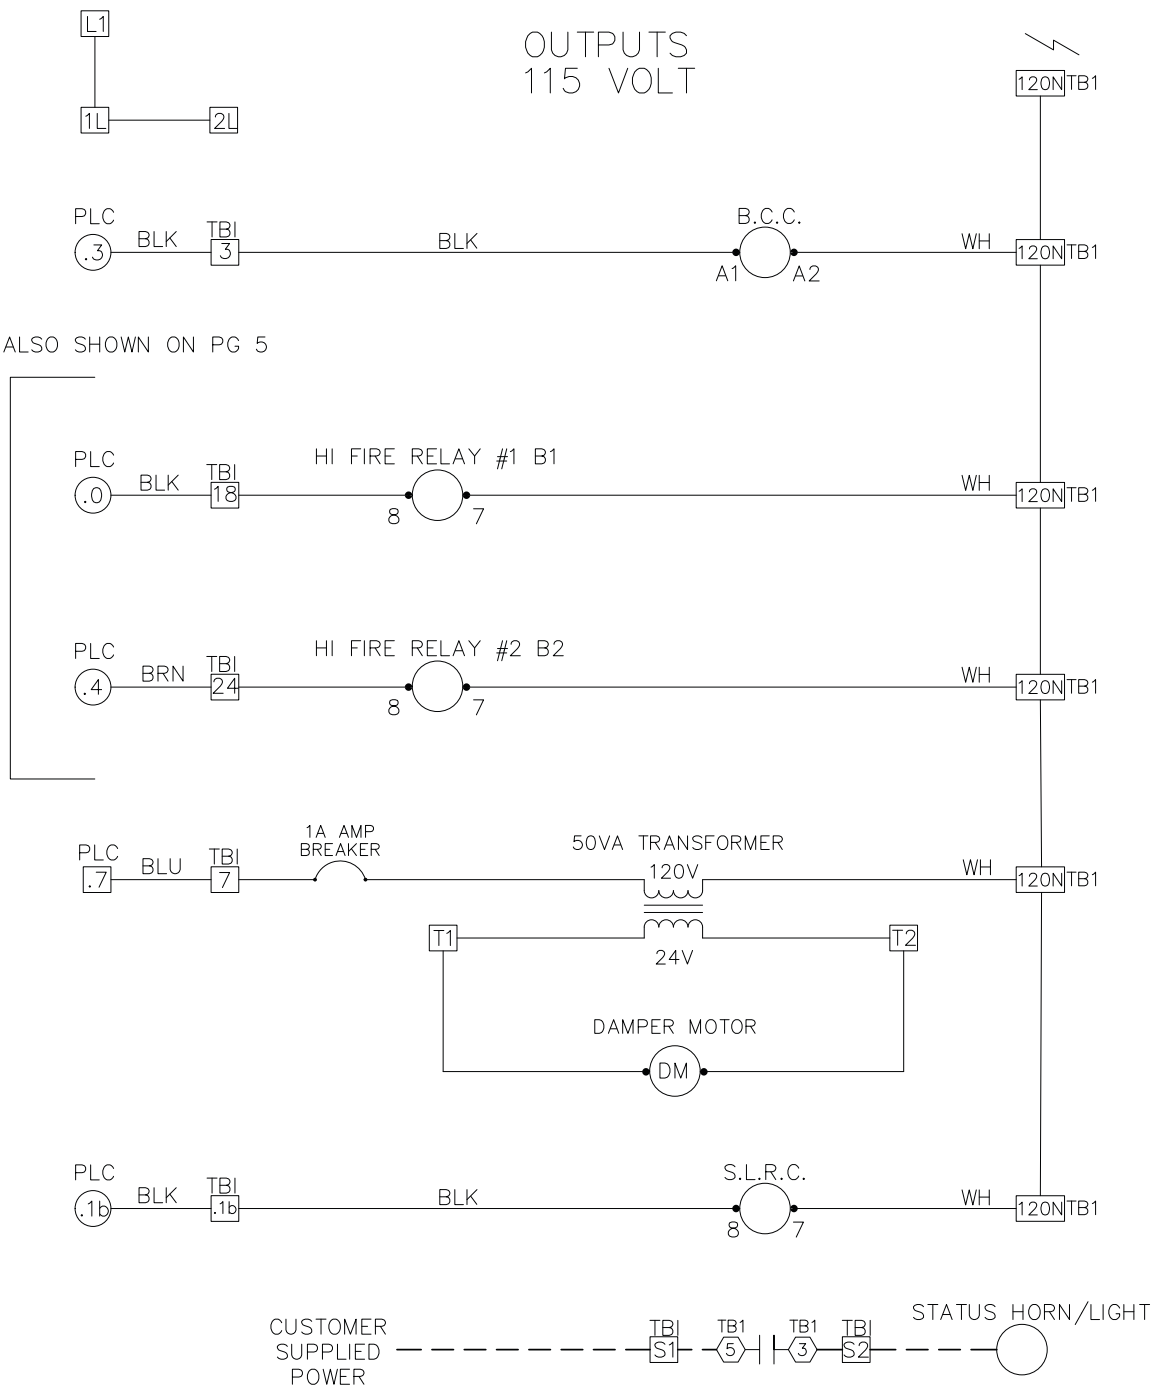 L1
OUTPUTS
115 VOLT
120N TB1
1L
2L
PLC
TBI
B.C.C.
.3
BLK
3
BLK
WH
120N TB1
A1
A2
ALSO SHOWN ON PG 5
HI FIRE RELAY #1 B1
PLC
TBI
.0
BLK
18
WH
120N TB1
8
7
HI FIRE RELAY #2 B2
PLC
TBI
.4
BRN
24
WH
120N TB1
8
7
1A AMP
BREAKER
50VA TRANSFORMER
PLC
TBI
.7
BLU
7
120V
WH
120N TB1
T1
T2
24V
DAMPER MOTOR
DM
PLC
TBI
S.L.R.C.
.1b
BLK
.1b
BLK
WH
120N TB1
8
7
STATUS HORN/LIGHT
CUSTOMER
SUPPLIED
POWER
TBI
S1
TB1
5
TB1
3
TBI
S2